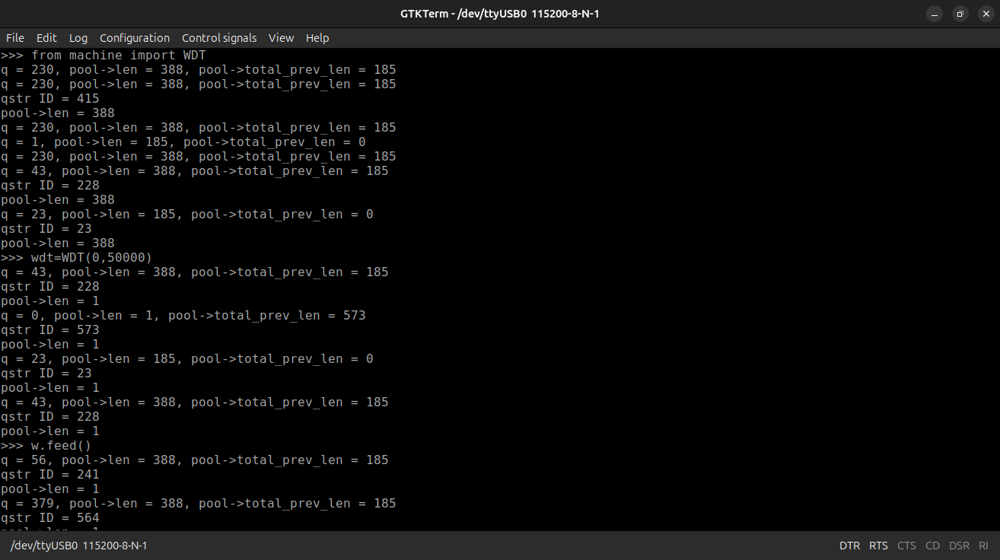 GTKTerm - /dev/ttyUSB0 115200-8-N-1
File Edit Log Configuration Control signals View Help
>>> from machine import WDT
q = 230, pool->len = 388, pool->total_prev_len = 185
q = 230, pool->len = 388, pool->total_prev_len = 185
qstr ID = 415
pool->len = 388
q = 230, pool->len = 388, pool->total_prev_len = 185
q = 1, pool->len = 185, pool->total_prev_len = 0
q = 230, pool->len = 388, pool->total_prev_len = 185
q = 43, pool->len = 388, pool->total_prev_len = 185
qstr ID = 228
pool->len = 388
q = 23, pool->len = 185, pool->total_prev_len = 0
qstr ID = 23
pool->len = 388
>>> wdt=WDT(0,50000)
q = 43, pool->len = 388, pool->total_prev_len = 185
qstr ID = 228
pool->len = 1
q = 0, pool->len = 1, pool->total_prev_len = 573
qstr ID = 573
pool->len = 1
q = 23, pool->len = 185, pool->total_prev_len = 0
qstr ID = 23
pool->len = 1
q = 43, pool->len = 388, pool->total_prev_len = 185
qstr ID = 228
pool->len = 1
>>> w.feed()
q = 56, pool->len = 388, pool->total_prev_len = 185
qstr ID = 241
pool->len = 1
q = 379, pool->len = 388, pool->total_prev_len = 185
qstr ID = 564
/dev/ttyUSB0 115200-8-N-1 DTR RTS CTS CD DSR RI